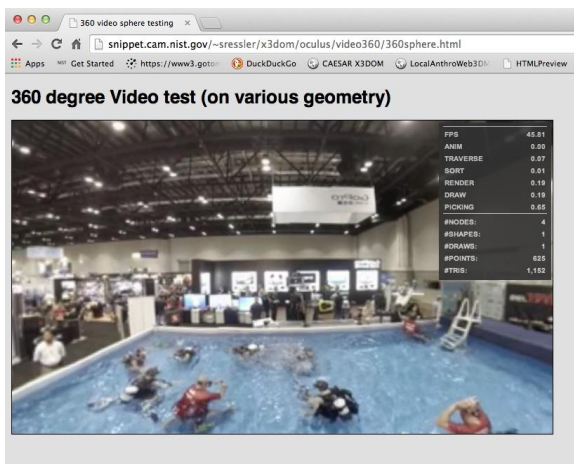 360 video sphere testing
snippet.cam.nist.gov/~sressler/x3dom/oculus/video360/360sphere.html
Apps NIST Get Started https://www3.goto DuckDuckGo CAESAR X3DOM LocalAnthroWeb3DM HTMLPreview
360 degree Video test (on various geometry)
FPS 45.81
ANIM 0.00
TRAVERSE 0.07
SORT 0.01
RENDER 0.19
DRAW 0.19
PICKING 0.65
#NODES: 4
#SHAPES: 1
#DRAWS: 1
#POINTS: 625
#TRIS: 1,152
GoPro